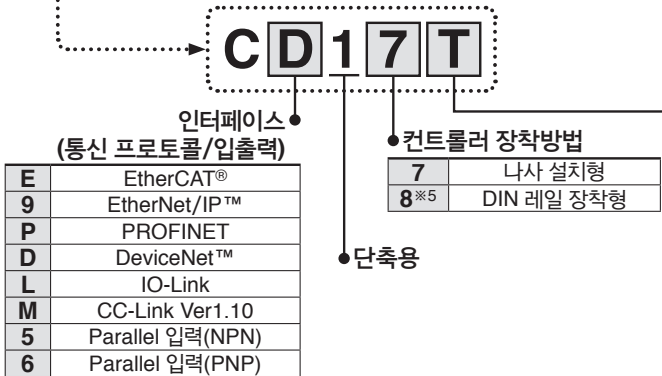 CD17T
인터페이스
(통신 프로토콜/입출력)
E EtherCAT®
9 EtherNet/IP™
P PROFINET
D DeviceNet™
L IO-Link
M CC-Link Ver1.10
5 Parallel 입력(NPN)
6 Parallel 입력(PNP)
단축용
컨트롤러 장착방법
7 나사 설치형
8※5 DIN 레일 장착형